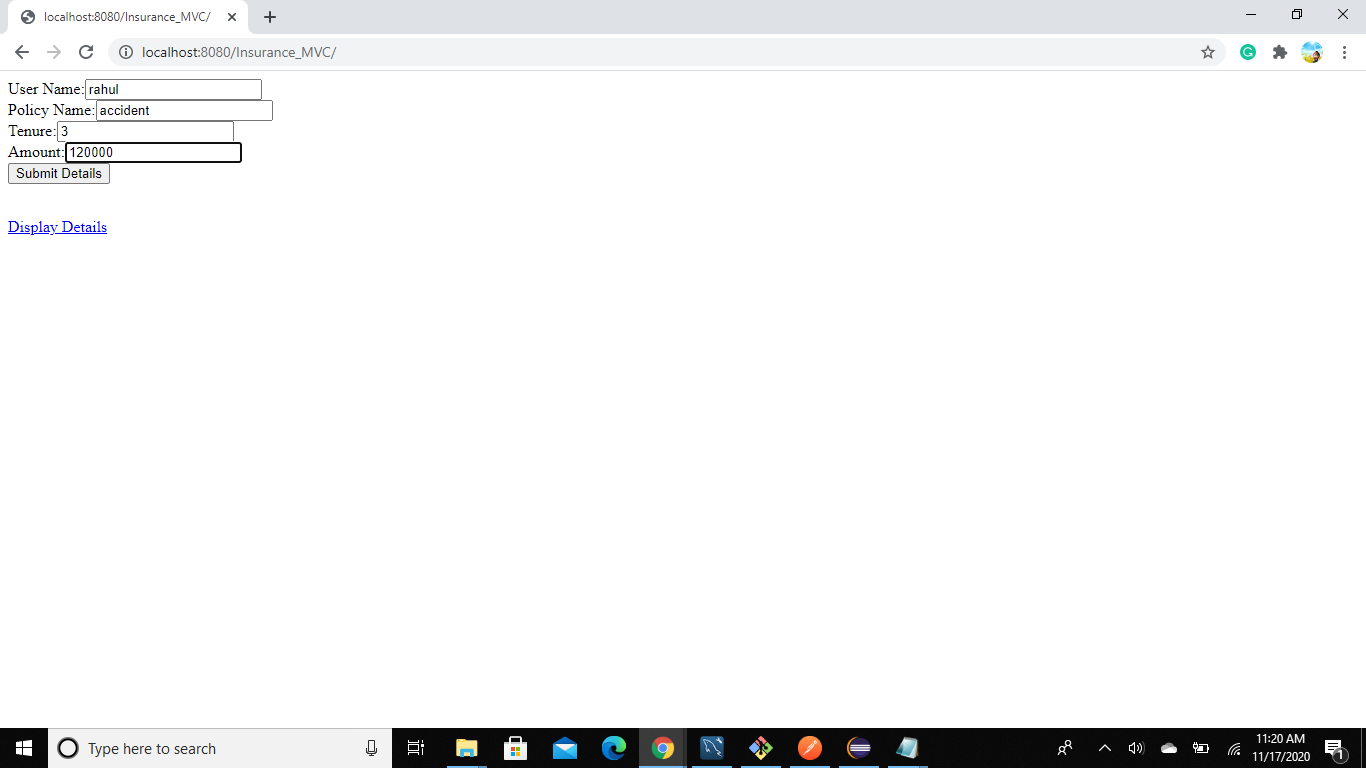 localhost:8080/Insurance_MVC/
localhost:8080/Insurance_MVC/
User Name: rahul
Policy Name: accident
Tenure: 3
Amount: 120000
Submit Details
Display Details
Type here to search
11:20 AM
11/17/2020
1